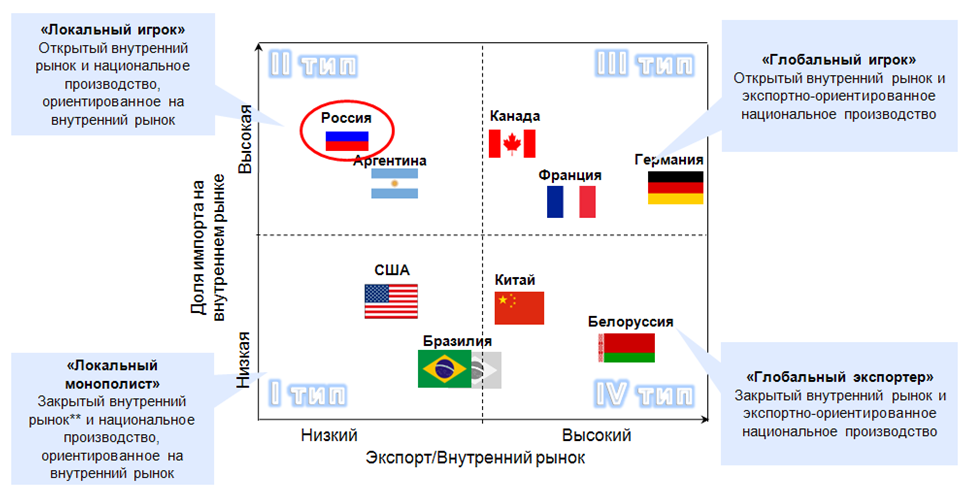 «Локальный игрок»
Открытый внутренний
рынок и национальное
производство,
ориентированное на
внутренний рынок
II тип
III тип
«Глобальный игрок»
Открытый внутренний рынок и
экспортно-ориентированное
национальное производство
Россия
Канада
Аргентина
Германия
Франция
Высокая
Доля импорта на
внутреннем рынке
Низкая
США
Китай
Белоруссия
Бразилия
«Локальный
монополист»
Закрытый внутренний
рынок** и национальное
производство,
ориентированное на
внутренний рынок
I тип
IV тип
«Глобальный экспортер»
Закрытый внутренний рынок и
экспортно-ориентированное
национальное производство
Низкий
Высокий
Экспорт/Внутренний рынок